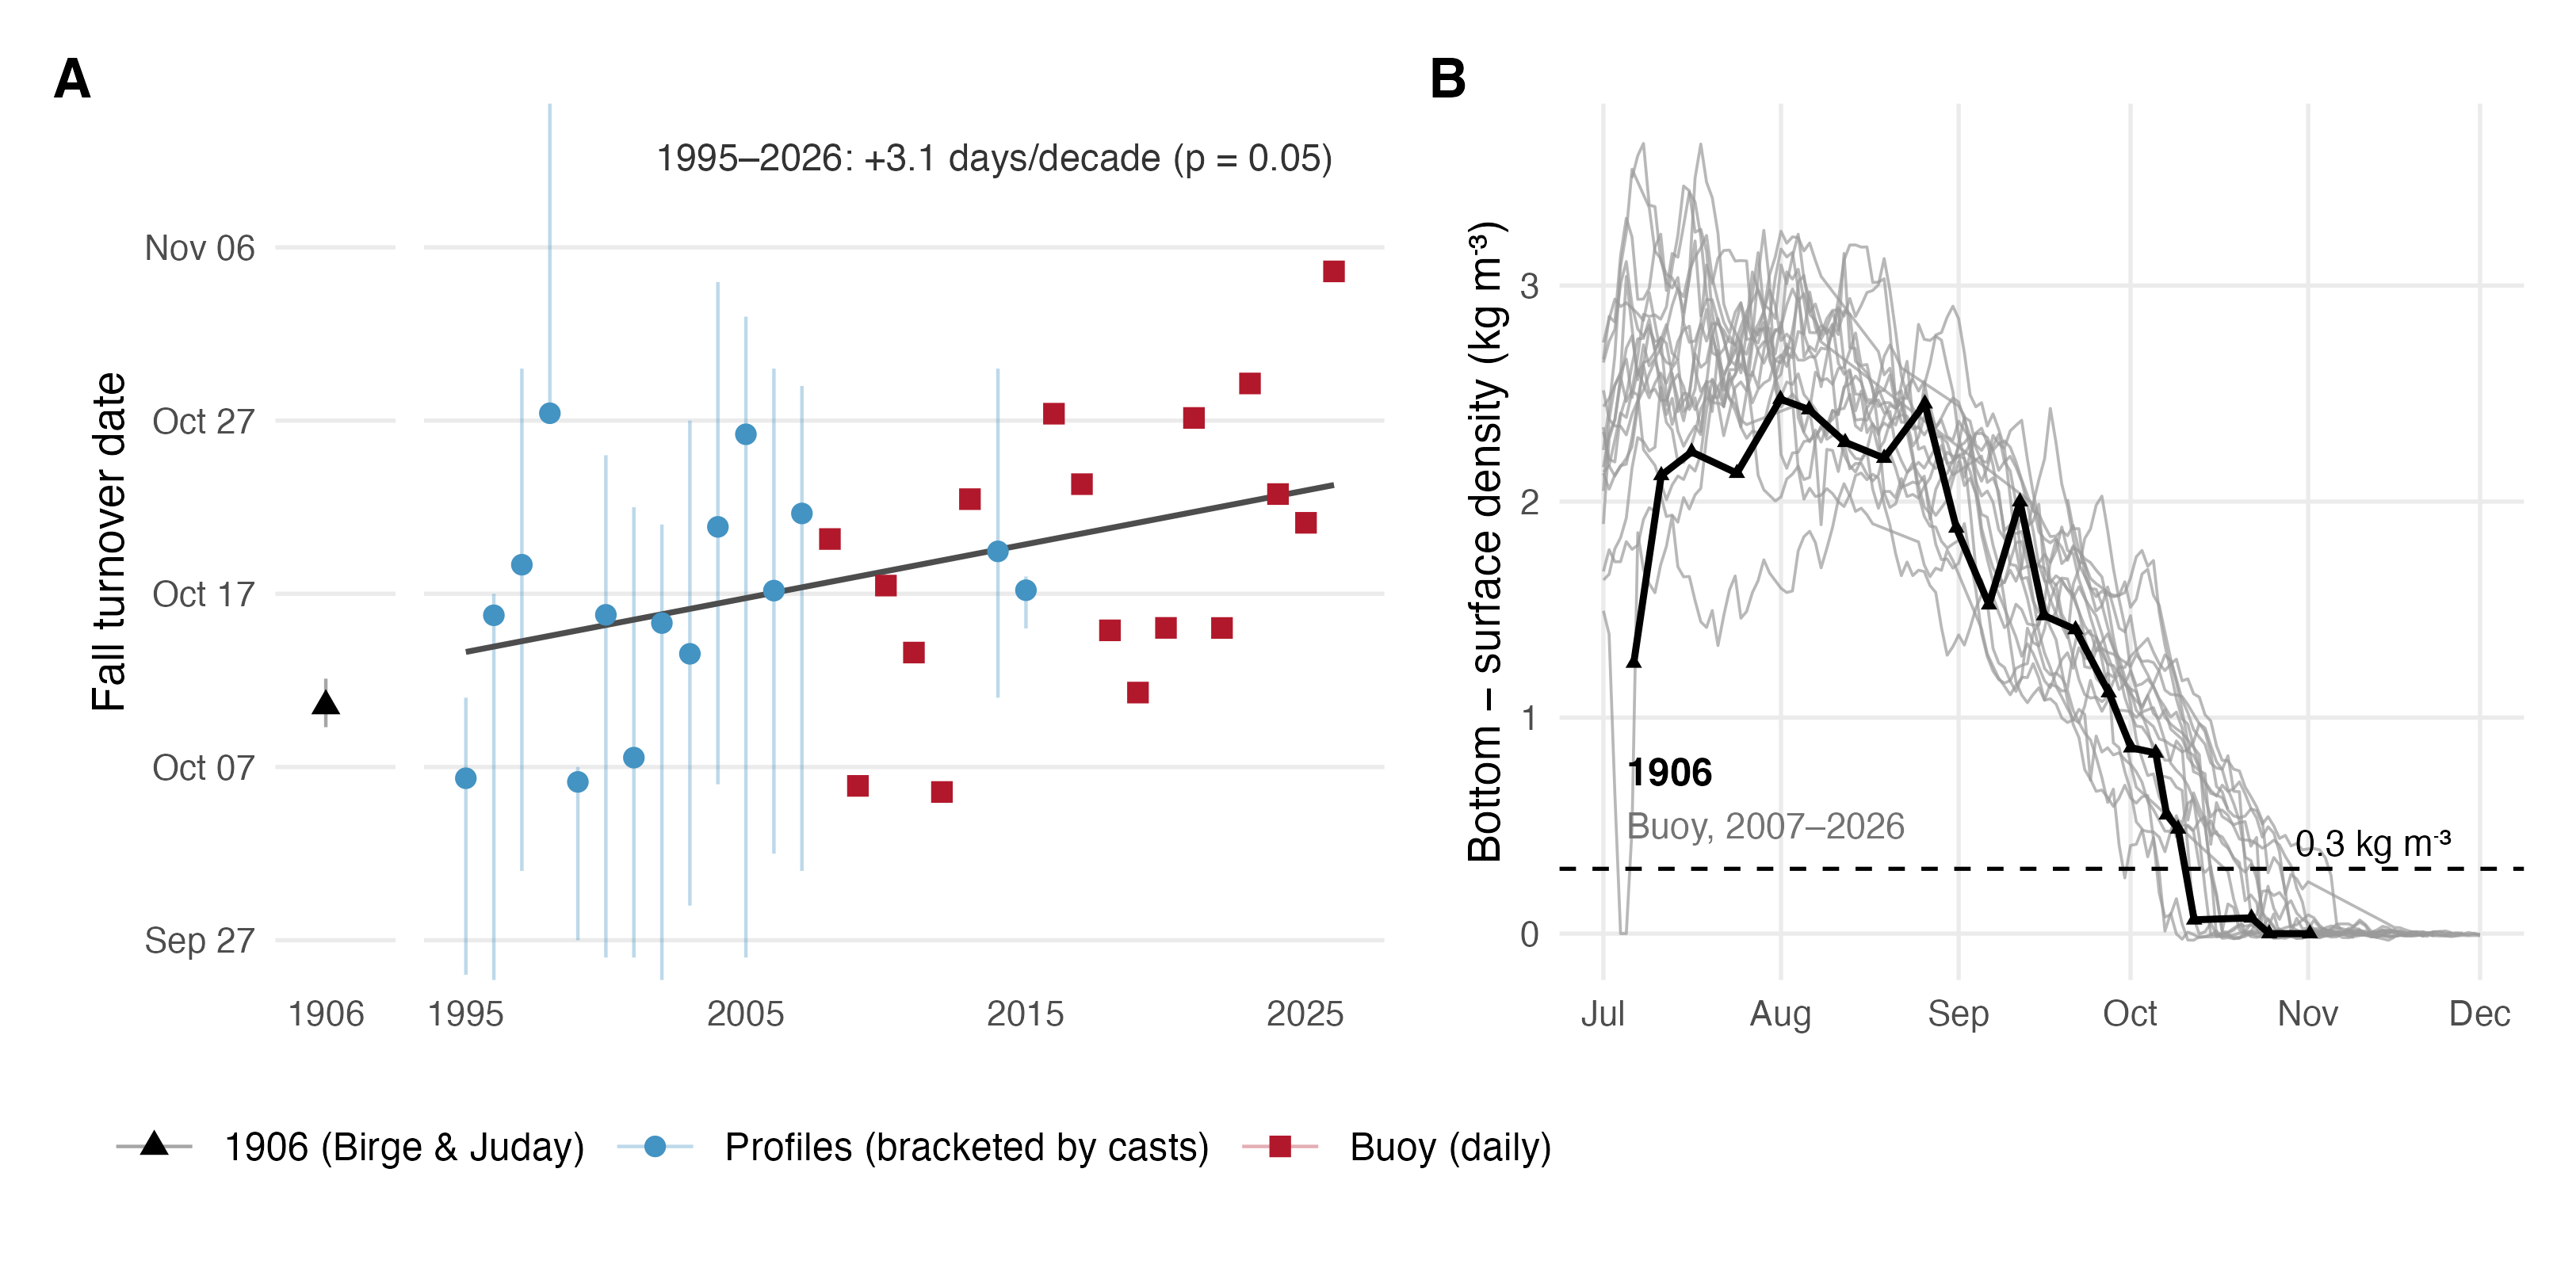 A
1995–2026: +3.1 days/decade (p = 0.05)
Fall turnover date
Nov 06
Oct 27
Oct 17
Oct 07
Sep 27
1906
1995
2005
2015
2025
B
Bottom – surface density (kg m⁻³)
3
2
1
0
1906
Buoy, 2007–2026
0.3 kg m⁻³
Jul
Aug
Sep
Oct
Nov
Dec
1906 (Birge & Juday)
Profiles (bracketed by casts)
Buoy (daily)